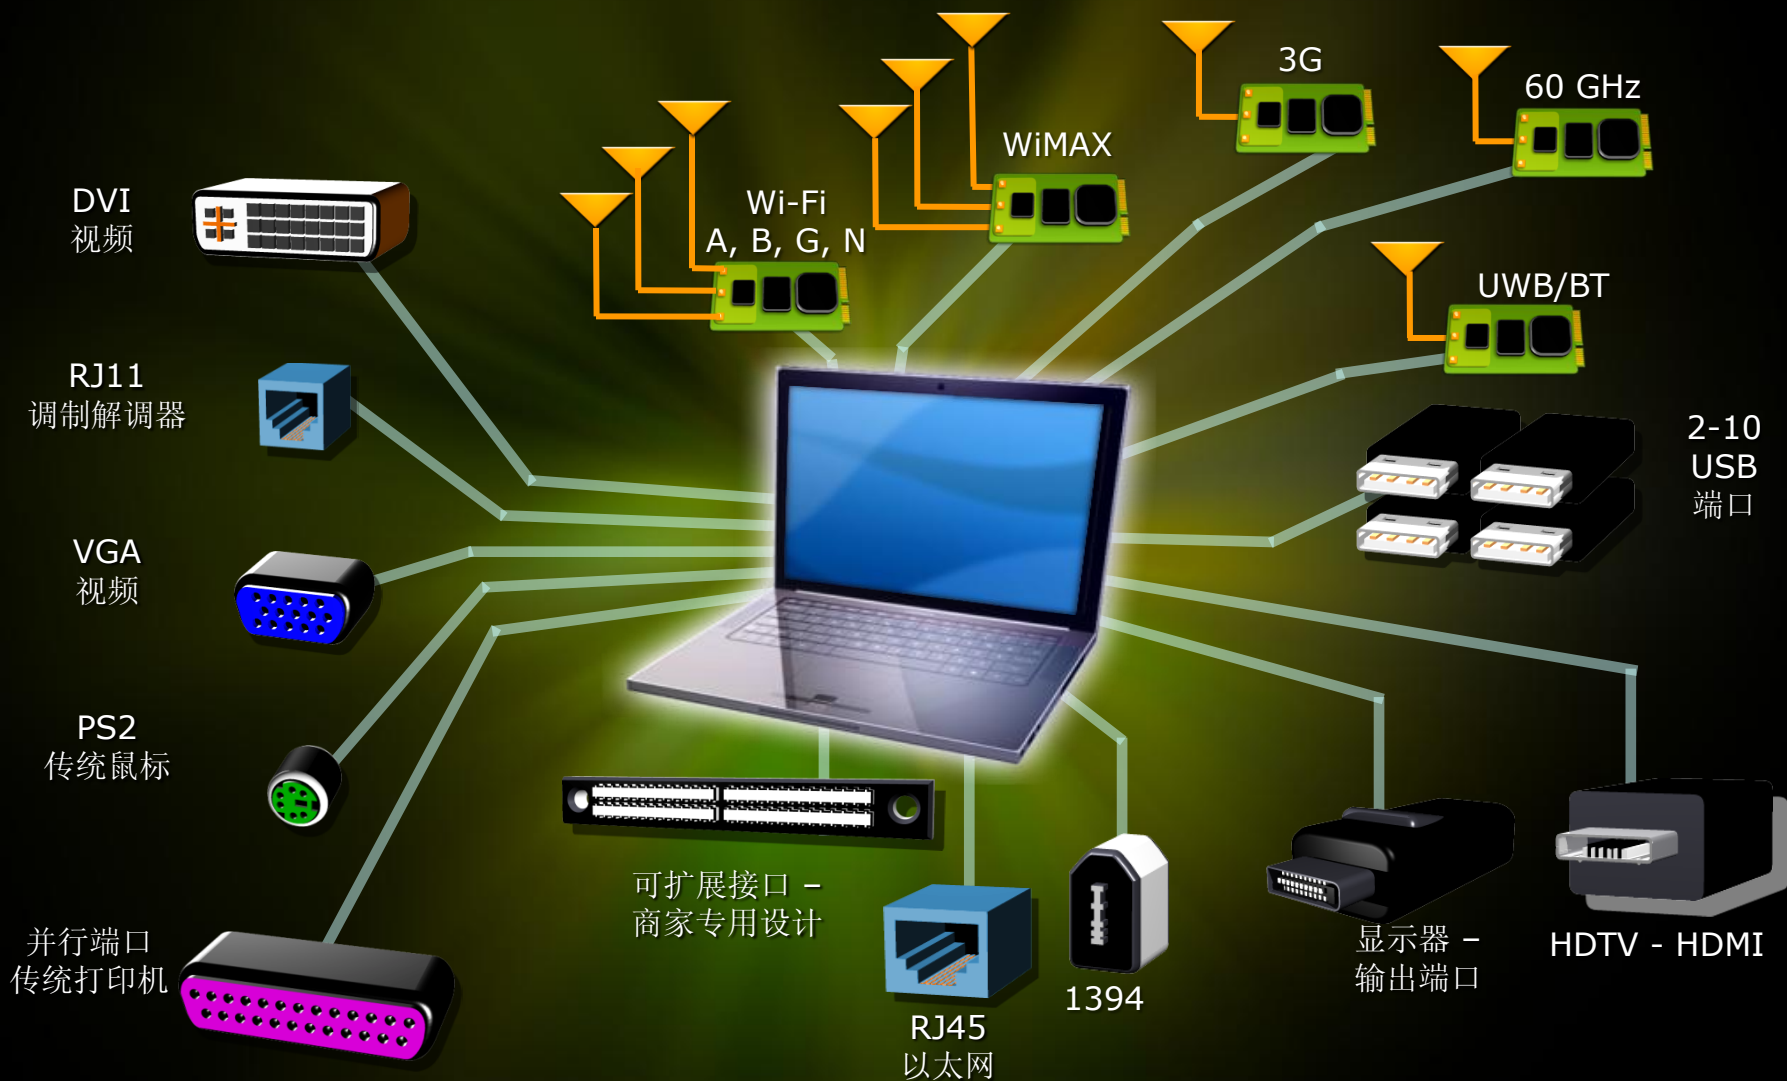 3G
60 GHz
WiMAX
DVI
视频
Wi-Fi
A, B, G, N
UWB/BT
RJ11
调制解调器
2-10
USB
端口
VGA
视频
PS2
传统鼠标
可扩展接口 –
商家专用设计
并行端口
传统打印机
显示器 –
输出端口
HDTV - HDMI
1394
RJ45
以太网